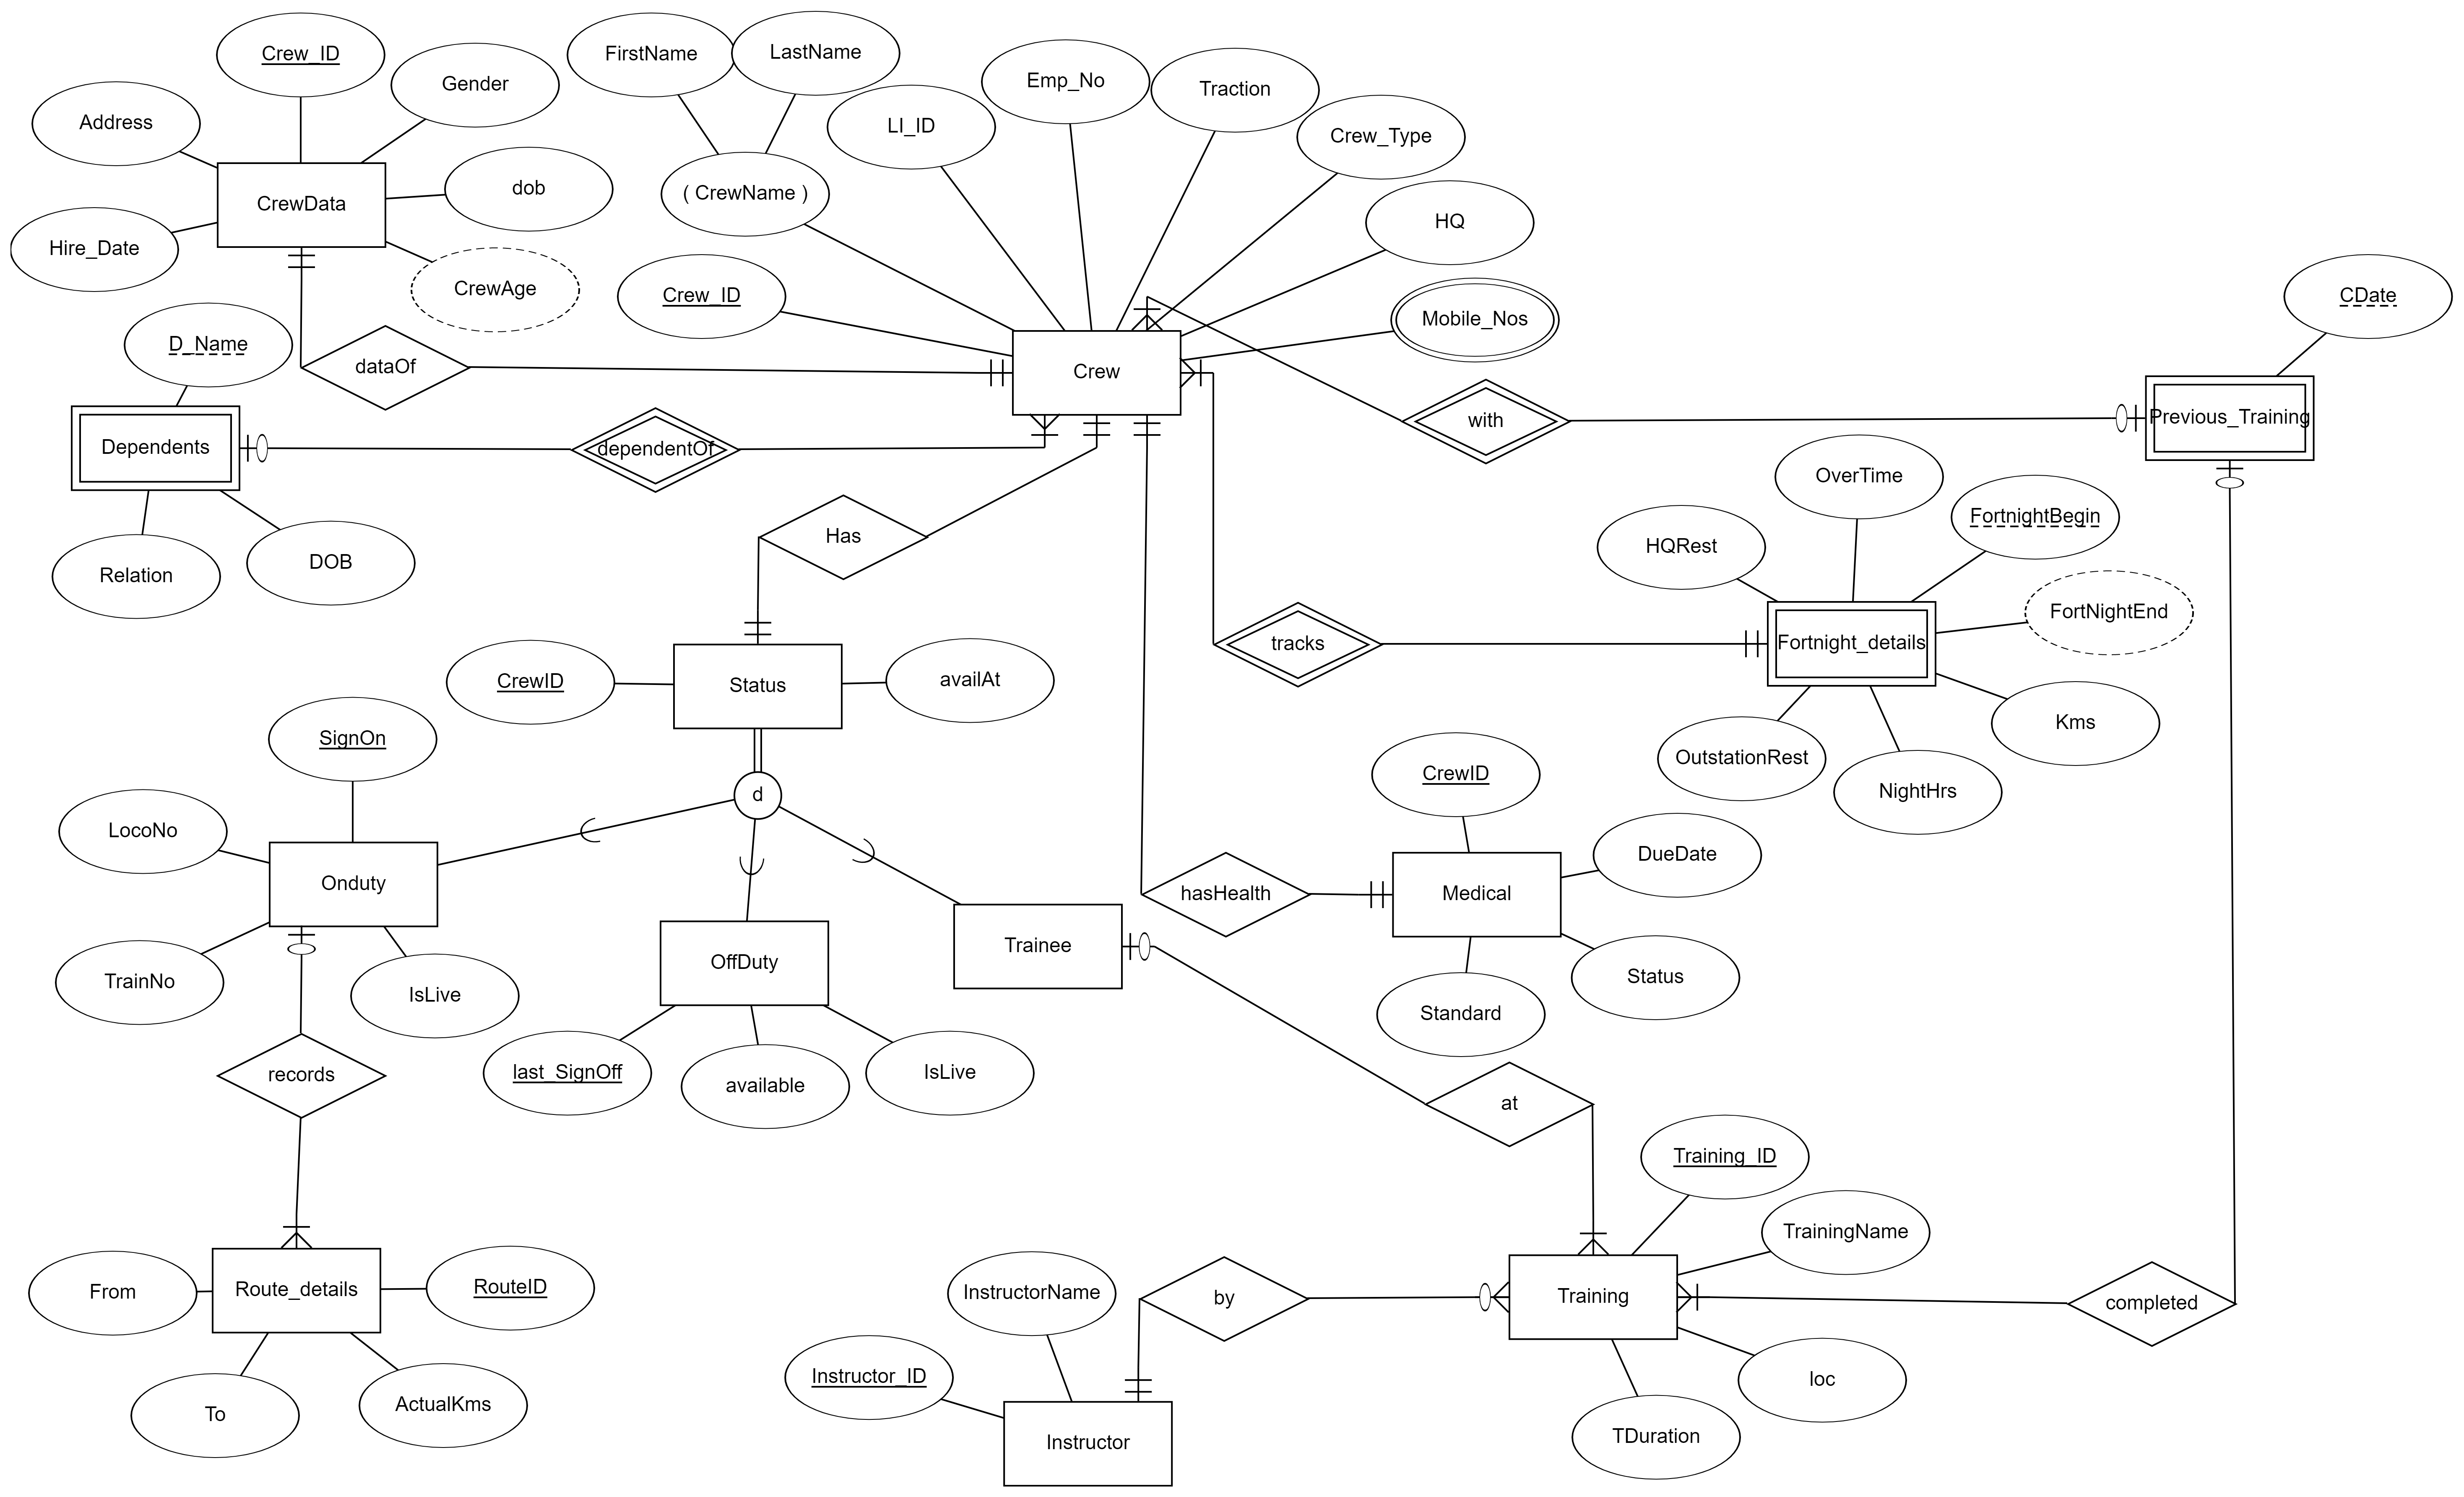 Crew_ID
FirstName
LastName
Gender
Emp_No
Traction
Address
LI_ID
Crew_Type
CrewData
dob
( CrewName )
HQ
Hire_Date
CrewAge
Crew_ID
Mobile_Nos
CDate
D_Name
dataOf
Crew
with
Previous_Training
Dependents
dependentOf
OverTime
FortnightBegin
Relation
DOB
Has
HQRest
FortNightEnd
tracks
Fortnight_details
CrewID
Status
availAt
Kms
SignOn
OutstationRest
CrewID
NightHrs
d
LocoNo
DueDate
Onduty
hasHealth
Medical
OffDuty
Trainee
TrainNo
IsLive
Status
Standard
records
last_SignOff
available
IsLive
at
Training_ID
TrainingName
From
Route_details
RouteID
InstructorName
by
Training
completed
Instructor_ID
loc
To
ActualKms
Instructor
TDuration